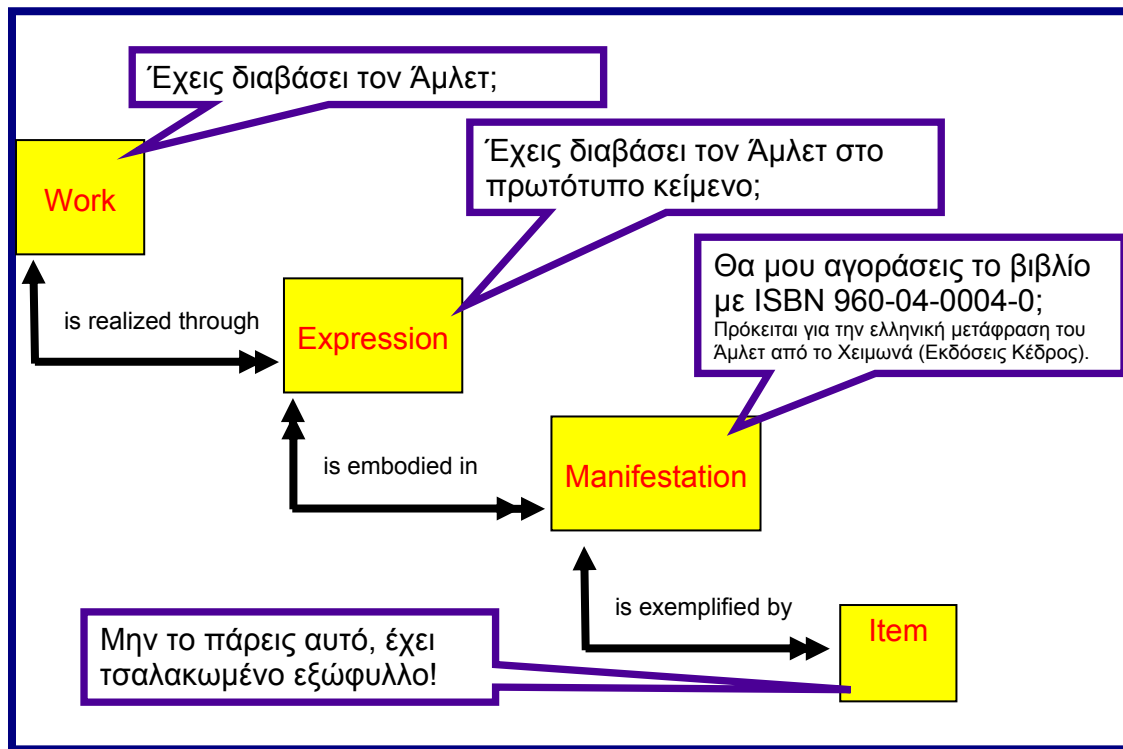 Έχεις διαβάσει τον Άμλετ;
Έχεις διαβάσει τον Άμλετ στο
πρωτότυπο κείμενο;
Work
Θα μου αγοράσεις το βιβλίο
με ISBN 960-04-0004-0;
Πρόκειται για την ελληνική μετάφραση του
Άμλετ από το Χειμωνά (Εκδόσεις Κέδρος).
is realized through
Expression
is embodied in
Manifestation
is exemplified by
Item
Μην το πάρεις αυτό, έχει
τσαλακωμένο εξώφυλλο!